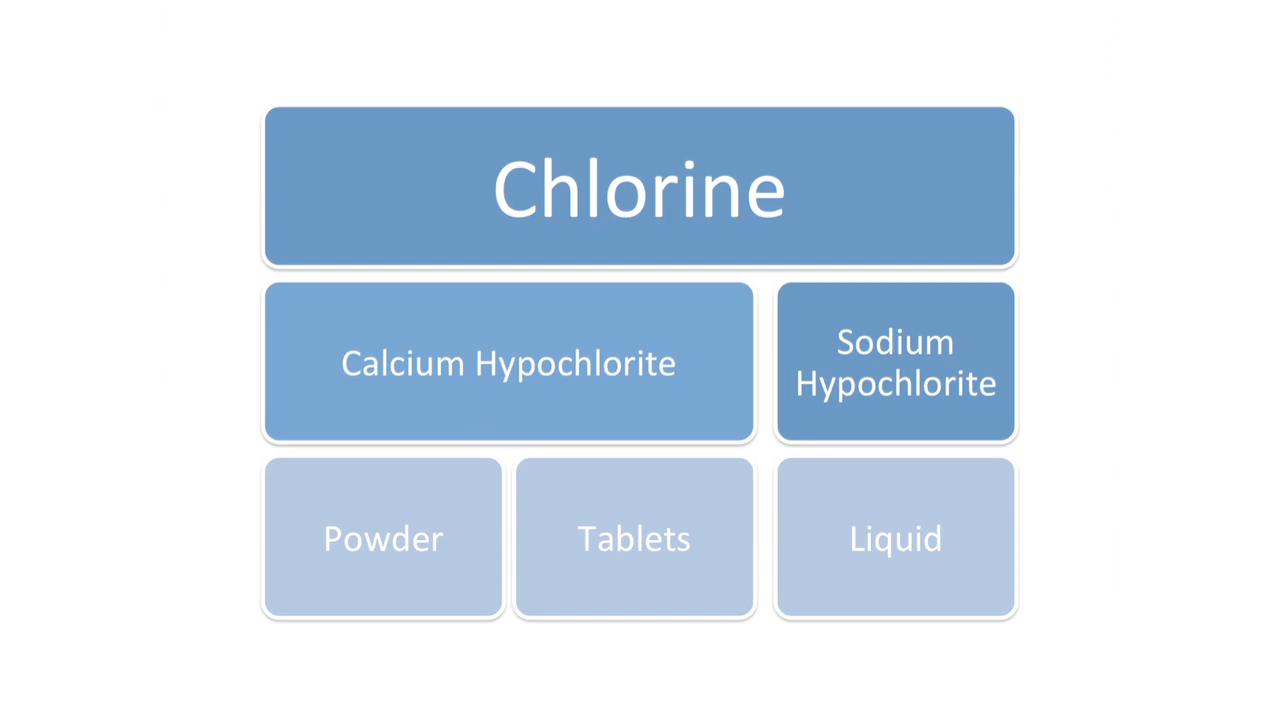 Chlorine
Calcium Hypochlorite
Sodium
Hypochlorite
Powder
Tablets
Liquid